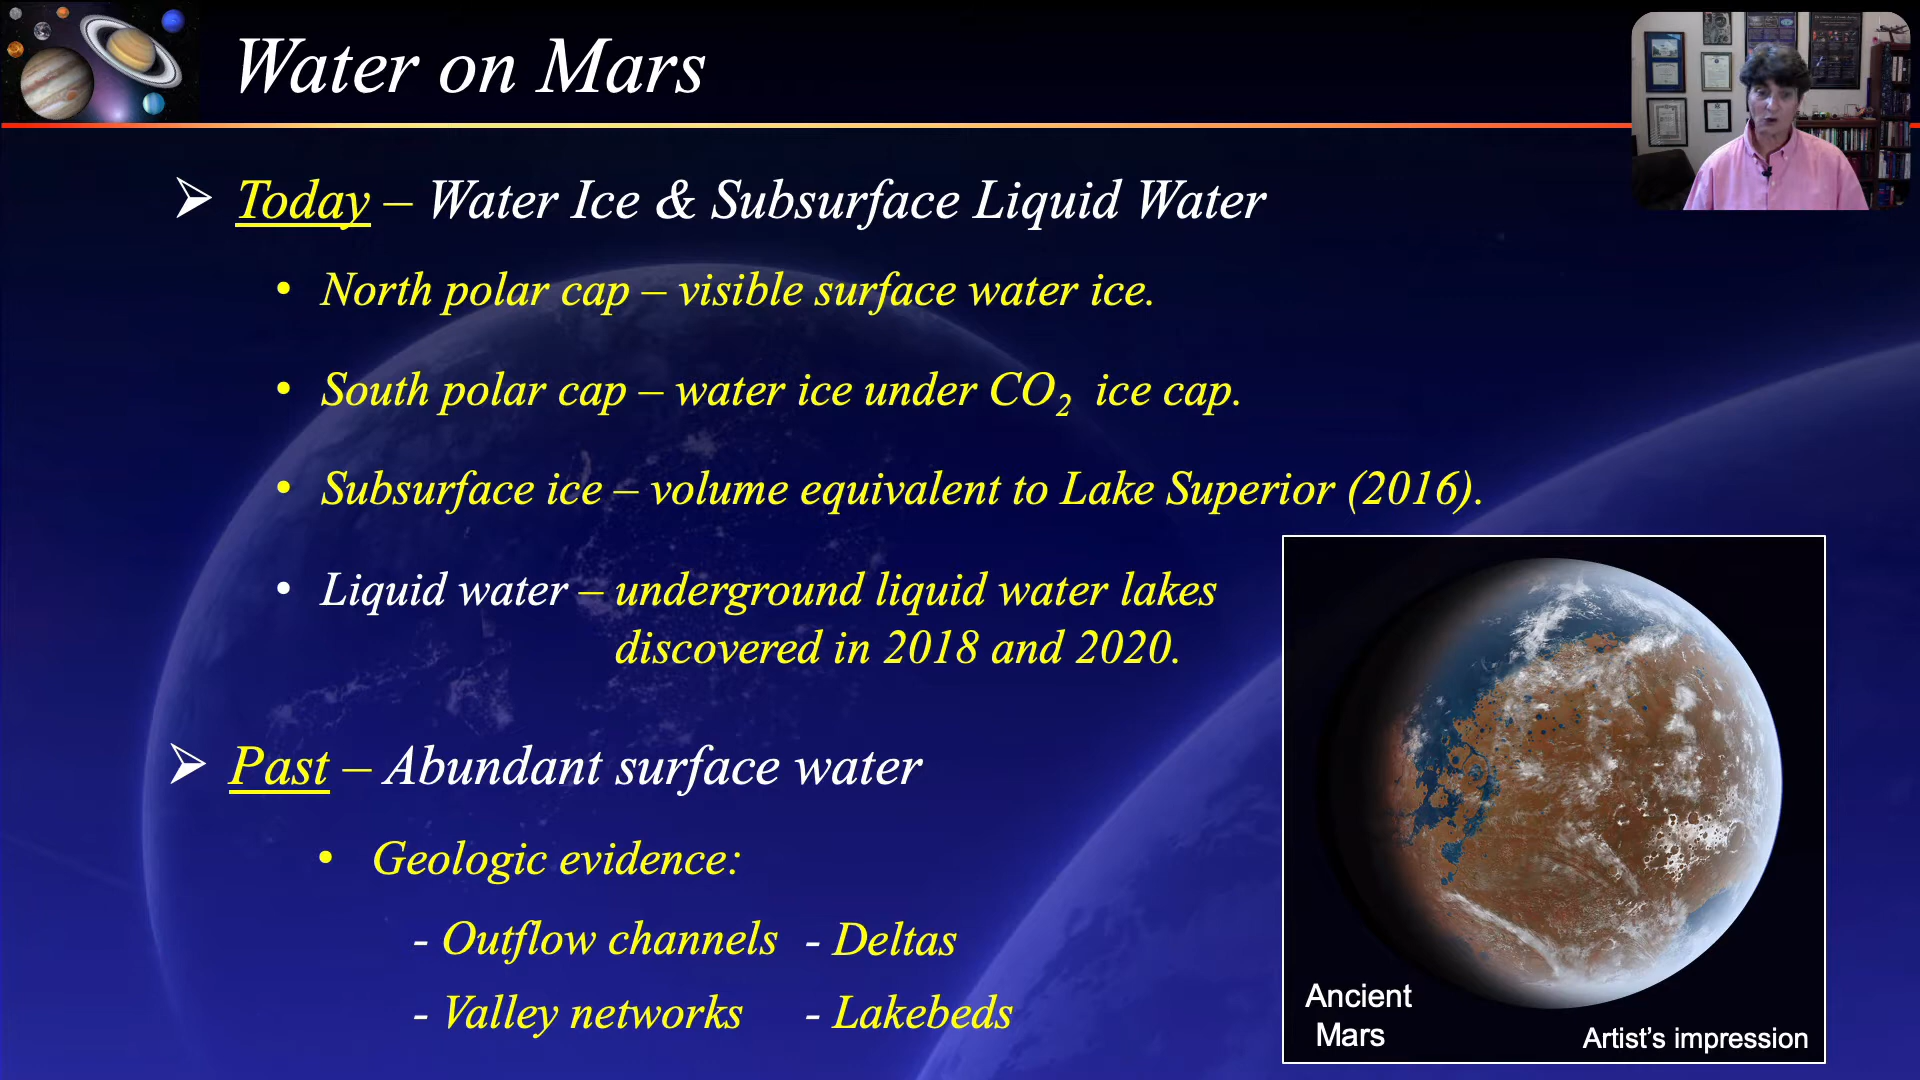 Water on Mars
➢ Today – Water Ice & Subsurface Liquid Water
• North polar cap – visible surface water ice.
• South polar cap – water ice under CO₂ ice cap.
• Subsurface ice – volume equivalent to Lake Superior (2016).
• Liquid water – underground liquid water lakes
discovered in 2018 and 2020.
➢ Past – Abundant surface water
• Geologic evidence:
- Outflow channels - Deltas
- Valley networks - Lakebeds
Ancient
Mars
Artist’s impression